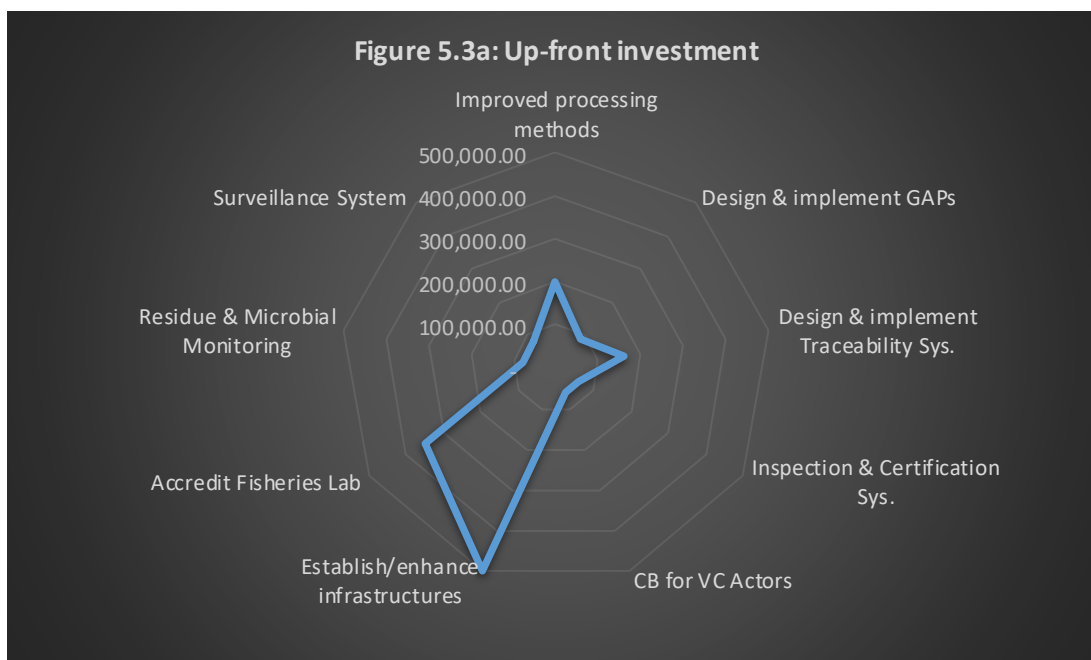 Figure 5.3a: Up-front investment
Improved processing
methods
500,000.00
400,000.00
300,000.00
200,000.00
100,000.00
-
Design & implement GAPs
Design & implement
Traceability Sys.
Inspection & Certification
Sys.
CB for VC Actors
Establish/enhance
infrastructures
Accredit Fisheries Lab
Residue & Microbial
Monitoring
Surveillance System